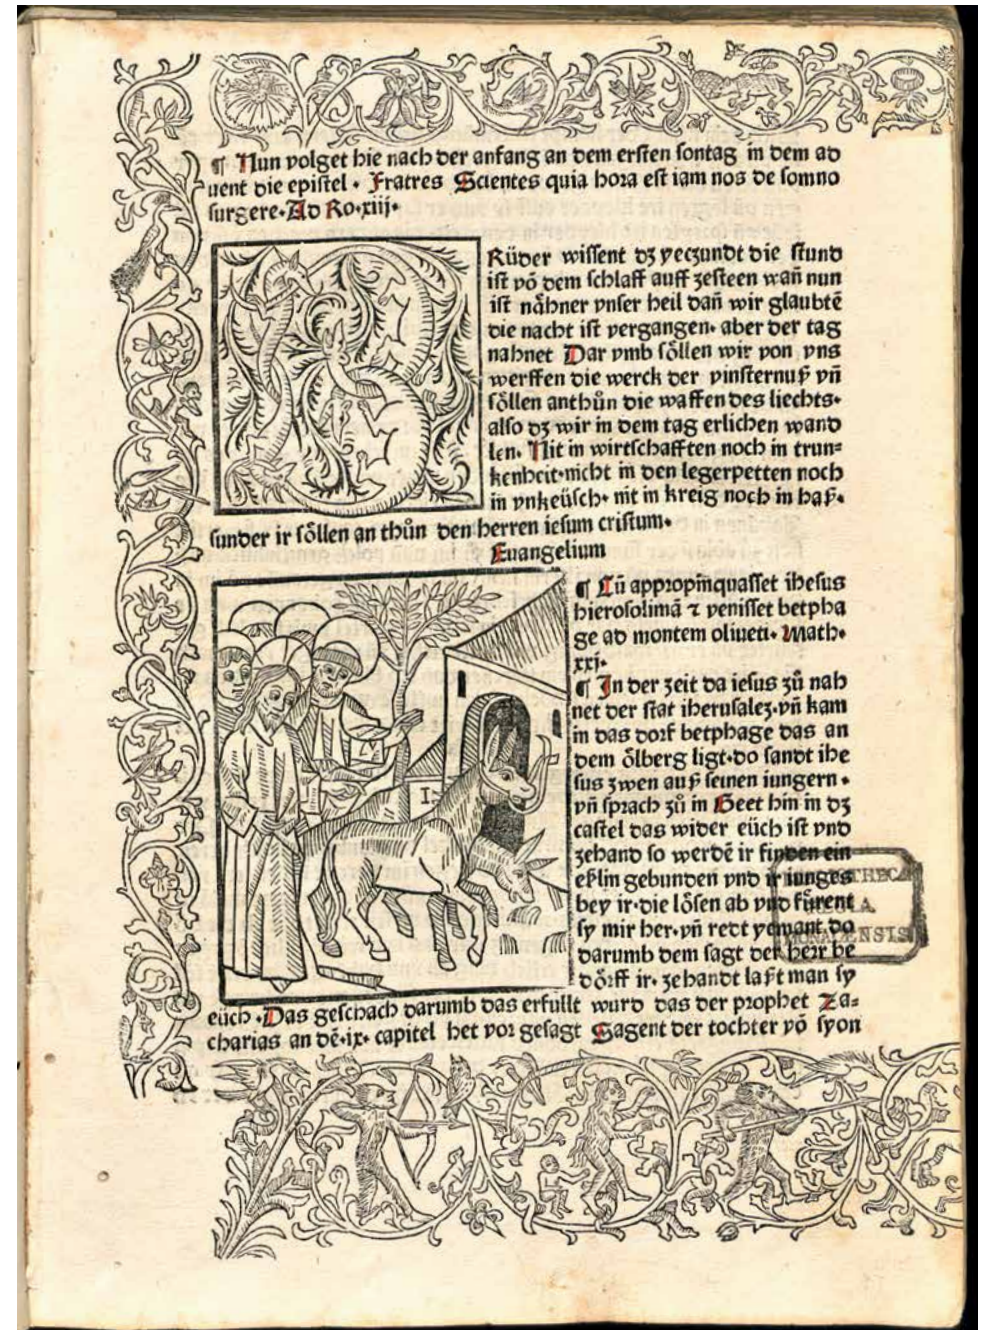 ¶ Nun volget hie nach der anfang an dem ersten sontag in dem ad
uent die epistel · Fratres Scientes quia hora est iam nos de somno
surgere · Ad Ro · xiij ·
B
Rüder wissent dʒ yeczundt die stund
ist vō dem schlaff auff zesteen wañ nun
ist nåhner vnser heil dañ wir glaubtē
die nacht ist vergangen · aber der tag
nahnet Dar vmb söllen wir von vns
werffen die werck der vinsternuß vñ
söllen anthůn die waffen des liechts ·
also dʒ wir in dem tag erlichen wand
len · Nit in wirtschafften noch in trun⸗
kenheit · nicht in den legerpetten noch
in vnkeüsch · nit in kreig noch in haß ·
sunder ir söllen an thůn den herren iesum cristum ·
Euangelium
¶ Cū appropinquasset ihesus
hierosolimā ⁊ venisset betpha
ge ad montem oliueti · Math ·
xxj ·
¶ In der zeit da iesus zů nah
net der stat iherusalez · vñ kam
in das dorf betphage das an
dem ölberg ligt · do sandt ihe
sus zwen auß seinen iungern ·
vñ sprach zů in Geet hin in dʒ
castel das wider eüch ist vnd
zehand so werdē ir finden ein
eßlin gebunden vnd ir iunges
bey ir · die lösen ab vnd fůrent
sy mir her · vñ redt yemant do
darumb dem sagt der herr be
dörff ir · zehandt laßt man sy
eüch · Das geschach darumb das erfüllt wurd das der prophet Za⸗
charias an dē · ix · capitel het vor gesagt Sagent der tochter vō syon